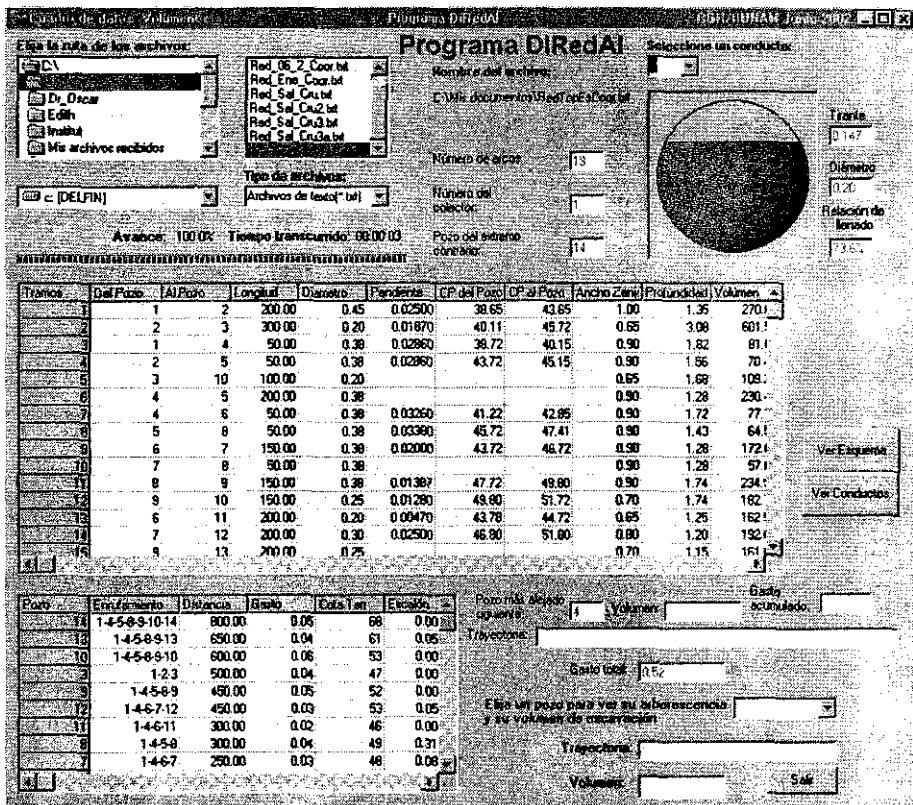 Cuadro de datos: Volumenes
Programa DiRedAl
Elija la ruta de los archivos:
Programa DIRedAl
Seleccione un conducto:
C:\
Dr_Oscar
Edith
Institut
Mis archivos recibidos
Red_06_2_Coor.txt
Red_Ene_Coor.txt
Red_Sal_Cru.txt
Red_Sal_Cru2.txt
Red_Sal_Cru3.txt
Red_Sal_Cru3a.txt
Nombre del archivo:
Tirante
0.147
Diámetro
0.20
Relación de llenado
Número de arcos
Número del colector:
1
Pozo del extremo contrario:
14
Tipo de archivos:
c: [DELFIN]
Archivos de texto(*.txt)
Avance: 100.0% Tiempo transcurrido: 00:00:03
Tramos Del Pozo Al Pozo Longitud Diametro Pendiente CP del Pozo CP al Pozo Ancho Zanja Profundidad Volumen
1 1 2 200.00 0.45 0.02500 38.65 43.65 1.00 1.35
2 2 3 300.00 0.20 0.01870 40.11 45.72 0.65 3.08
3 1 4 50.00 0.38 0.02860 38.72 40.15 0.90 1.82
4 2 5 50.00 0.38 0.02860 43.72 45.15 0.90 1.56
5 3 10 100.00 0.20 0.65 1.68
6 4 5 200.00 0.38 0.90 1.28
7 4 6 50.00 0.38 0.03260 41.22 42.85 0.90 1.72
8 5 8 50.00 0.38 0.03380 45.72 47.41 0.90 1.43
9 6 7 150.00 0.38 0.02000 43.72 46.72 0.90 1.28
10 7 8 50.00 0.38 0.90 1.28
11 8 9 150.00 0.38 0.01387 47.72 49.80 0.90 1.74
12 9 10 150.00 0.25 0.01280 49.80 51.72 0.70 1.74
13 6 11 200.00 0.20 0.00470 43.78 44.72 0.65 1.25
14 7 12 200.00 0.30 0.02500 46.80 51.80 0.80 1.20
15 9 13 200.00 0.25 0.70 1.15
Ver Esquema
Ver Conductos
Pozo Enrutamiento Distancia Gasto Cota Ten Escalón
14 1-4-5-8-9-10-14 800.00 0.05 68 0.00
13 1-4-5-8-9-13 650.00 0.04 61 0.05
10 1-4-5-8-9-10 600.00 0.06 53 0.00
3 1-2-3 500.00 0.04 47 0.00
9 1-4-5-8-9 450.00 0.05 52 0.00
12 1-4-6-7-12 450.00 0.03 53 0.05
11 1-4-6-11 300.00 0.02 46 0.00
8 1-4-5-8 300.00 0.04 49 0.31
7 1-4-6-7 250.00 0.03 48 0.08
Pozo más alejado siguiente:
4
Volumen:
Gasto acumulado:
Trayectoria:
Gasto total:
0.52
Elija un pozo para ver su arborescencia
y su volumen de excavación
Trayectoria:
Volumen:
Salir